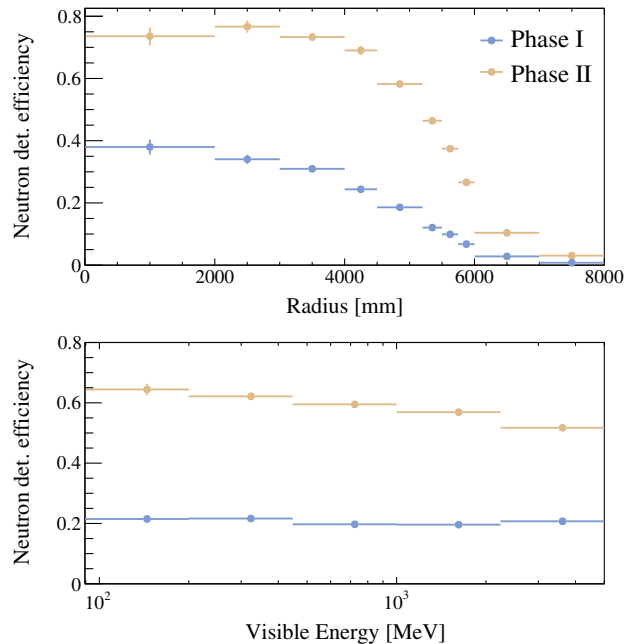 0.8
0.6
0.4
0.2
0
Neutron det. efficiency
Phase I
Phase II
0 2000 4000 6000 8000
Radius [mm]
0.8
0.6
0.4
0.2
0
Neutron det. efficiency
10² 10³
Visible Energy [MeV]